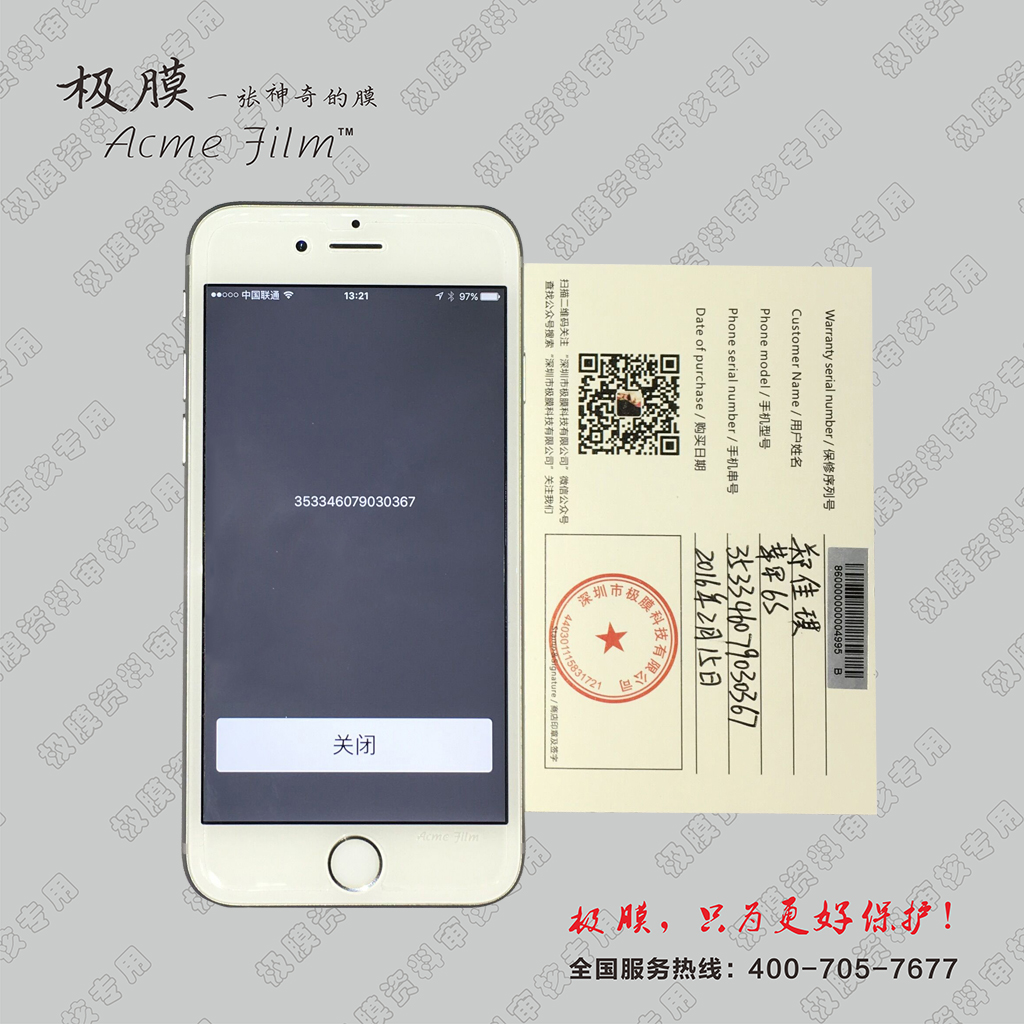 极膜 一张神奇的膜
Acme Film™
中国联通 13:21 97%
353346079030367
关闭
Acme Film
Warranty serial number / 保修序列号
860000000004995 B
Customer Name / 用户姓名
郑佳璞
Phone model / 手机型号
苹果6S
Phone serial number / 手机串号
353346079030367
Date of purchase / 购买日期
2016年2月15日
扫描二维码关注“深圳市极膜科技有限公司”微信公众号
查找公众号搜索“深圳市极膜科技有限公司”关注我们
深圳市极膜科技有限公司
4403011158317​21
Stamp & signature / 商店印章及签字
极膜，只为更好保护！
全国服务热线：400-705-7677
极膜资料审核专用